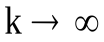 k → ∞